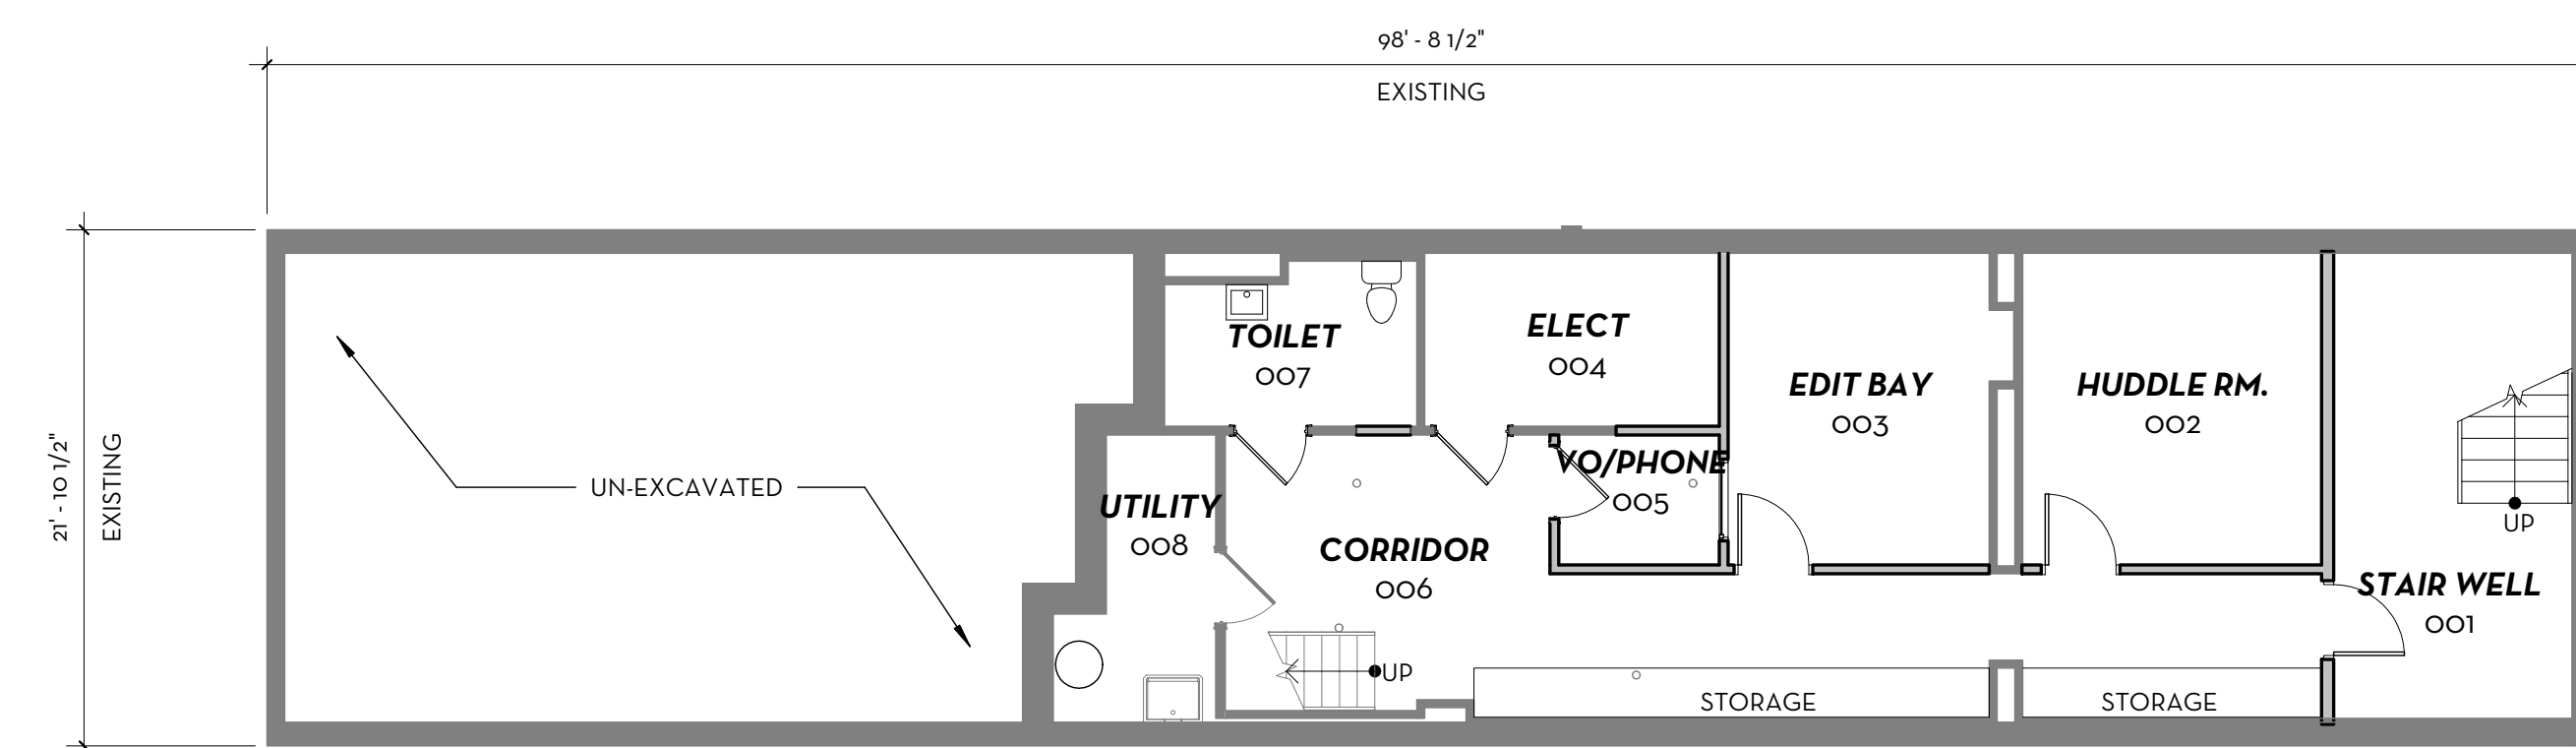 98' - 8 1/2"
EXISTING
21' - 10 1/2"
EXISTING
UN-EXCAVATED
TOILET
007
ELECT
004
EDIT BAY
003
HUDDLE RM.
002
VO/PHONE
005
UTILITY
008
CORRIDOR
006
UP
STAIR WELL
001
UP
STORAGE
STORAGE